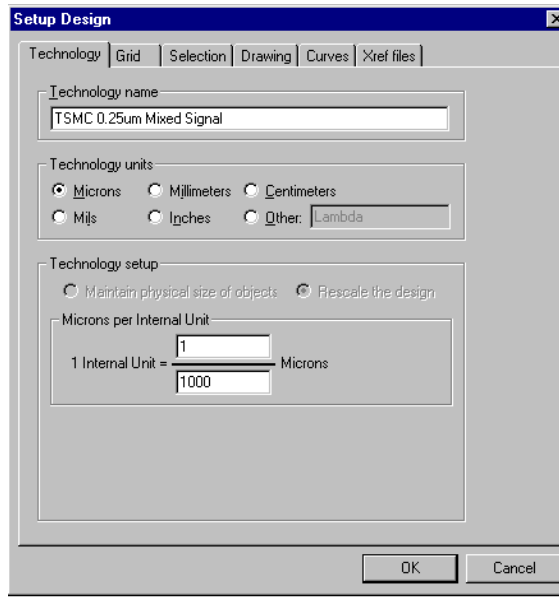 Setup Design
Technology Grid Selection Drawing Curves Xref files
Technology name
TSMC 0.25um Mixed Signal
Technology units
Microns Millimeters Centimeters
Mils Inches Other: Lambda
Technology setup
Maintain physical size of objects Rescale the design
Microns per Internal Unit
1
1 Internal Unit = Microns
1000
OK Cancel